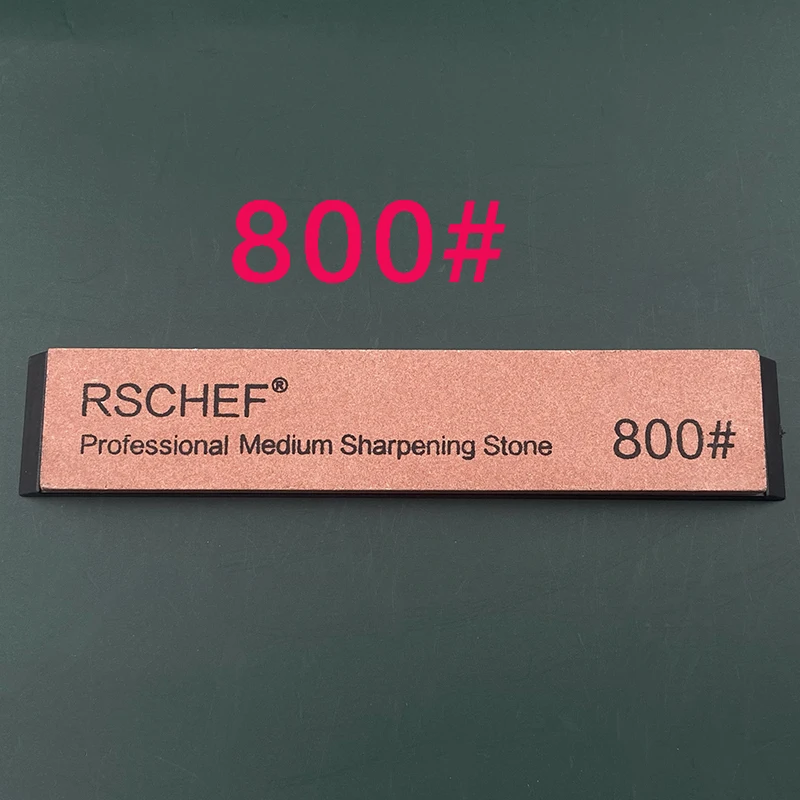 800#
RSCHEF®
Professional Medium Sharpening Stone
800#